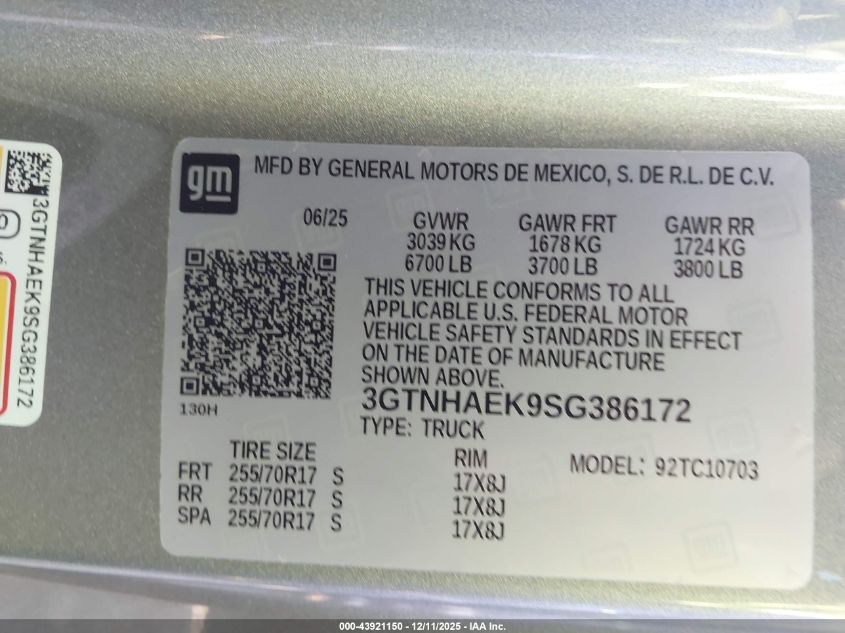 gm
MFD BY GENERAL MOTORS DE MEXICO, S. DE R.L. DE C.V.
06/25
GVWR GAWR FRT GAWR RR
3039 KG 1678 KG 1724 KG
6700 LB 3700 LB 3800 LB
THIS VEHICLE CONFORMS TO ALL
APPLICABLE U.S. FEDERAL MOTOR
VEHICLE SAFETY STANDARDS IN EFFECT
ON THE DATE OF MANUFACTURE
SHOWN ABOVE.
130H
3GTNHAEK9SG386172
TYPE: TRUCK
TIRE SIZE RIM MODEL: 92TC10703
FRT 255/70R17 S 17X8J
RR 255/70R17 S 17X8J
SPA 255/70R17 S 17X8J
3GTNHAEK9SG386172
000-43921150 - 12/11/2025 - IAA Inc.